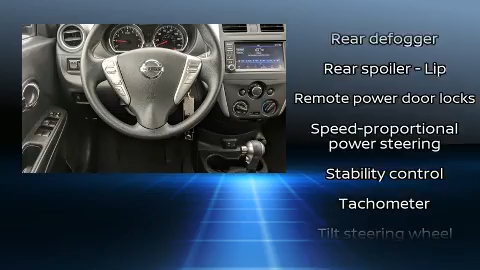 Rear defogger
Rear spoiler - Lip
Remote power door locks
Speed-proportional
power steering
Stability control
Tachometer
Tilt steering wheel
NISSAN